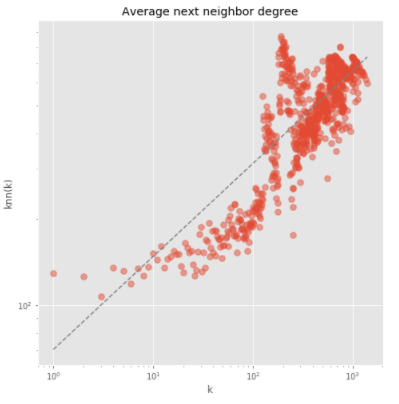 Average next neighbor degree
knn(k)
10²
10⁰
10¹
10²
10³
k